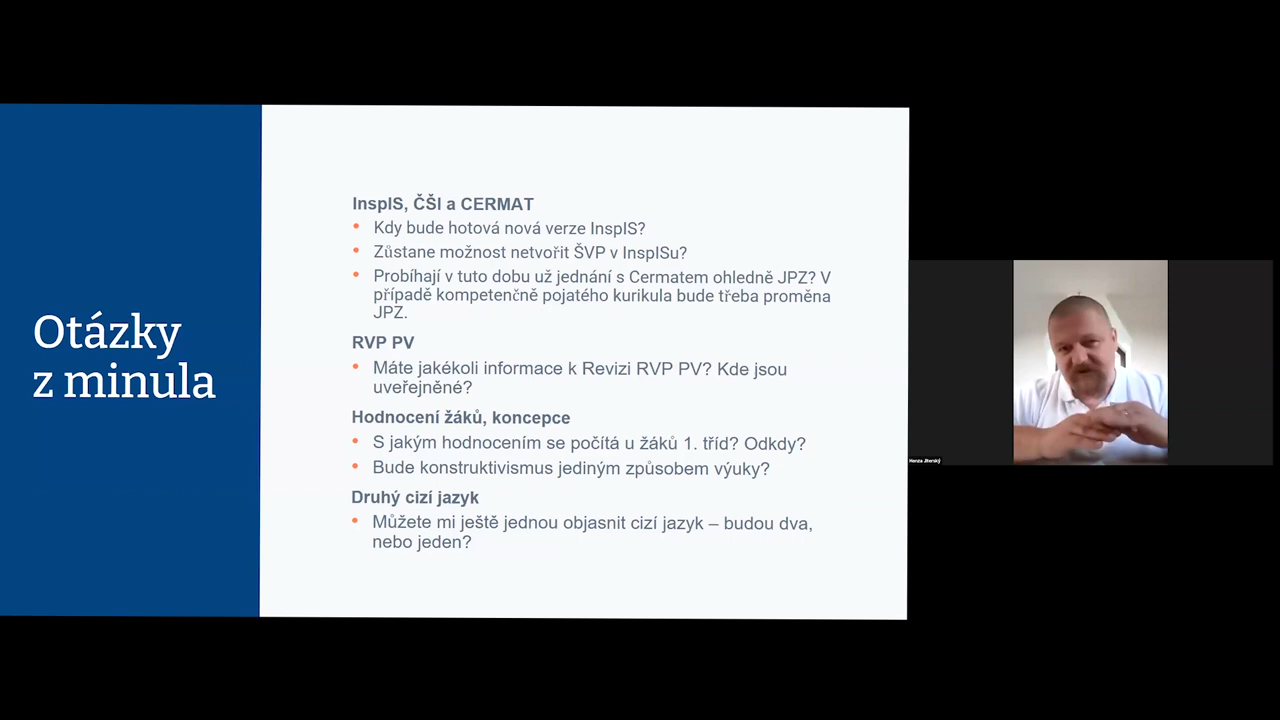 Otázky
z minula
InspIS, ČŠI a CERMAT
• Kdy bude hotová nová verze InspIS?
• Zůstane možnost netvořit ŠVP v InspISu?
• Probíhají v tuto dobu už jednání s Cermatem ohledně JPZ? V
případě kompetenčně pojatého kurikula bude třeba proměna
JPZ.
RVP PV
• Máte jakékoli informace k Revizi RVP PV? Kde jsou
uveřejněné?
Hodnocení žáků, koncepce
• S jakým hodnocením se počítá u žáků 1. tříd? Odkdy?
• Bude konstruktivismus jediným způsobem výuky?
Druhý cizí jazyk
• Můžete mi ještě jednou objasnit cizí jazyk – budou dva,
nebo jeden?